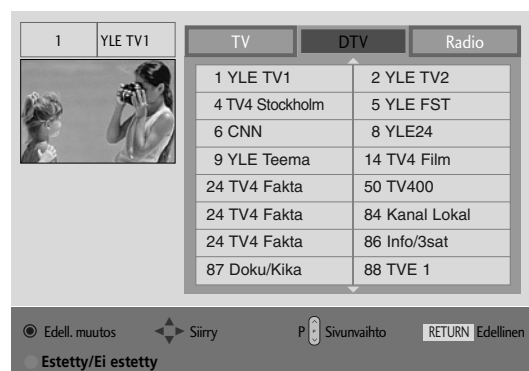 1 YLE TV1
TV DTV Radio
1 YLE TV1 2 YLE TV2
4 TV4 Stockholm 5 YLE FST
6 CNN 8 YLE24
9 YLE Teema 14 TV4 Film
24 TV4 Fakta 50 TV400
24 TV4 Fakta 84 Kanal Lokal
24 TV4 Fakta 86 Info/3sat
87 Doku/Kika 88 TVE 1
Edell. muutos Siirry P Sivunvaihto RETURN Edellinen
Estetty/Ei estetty